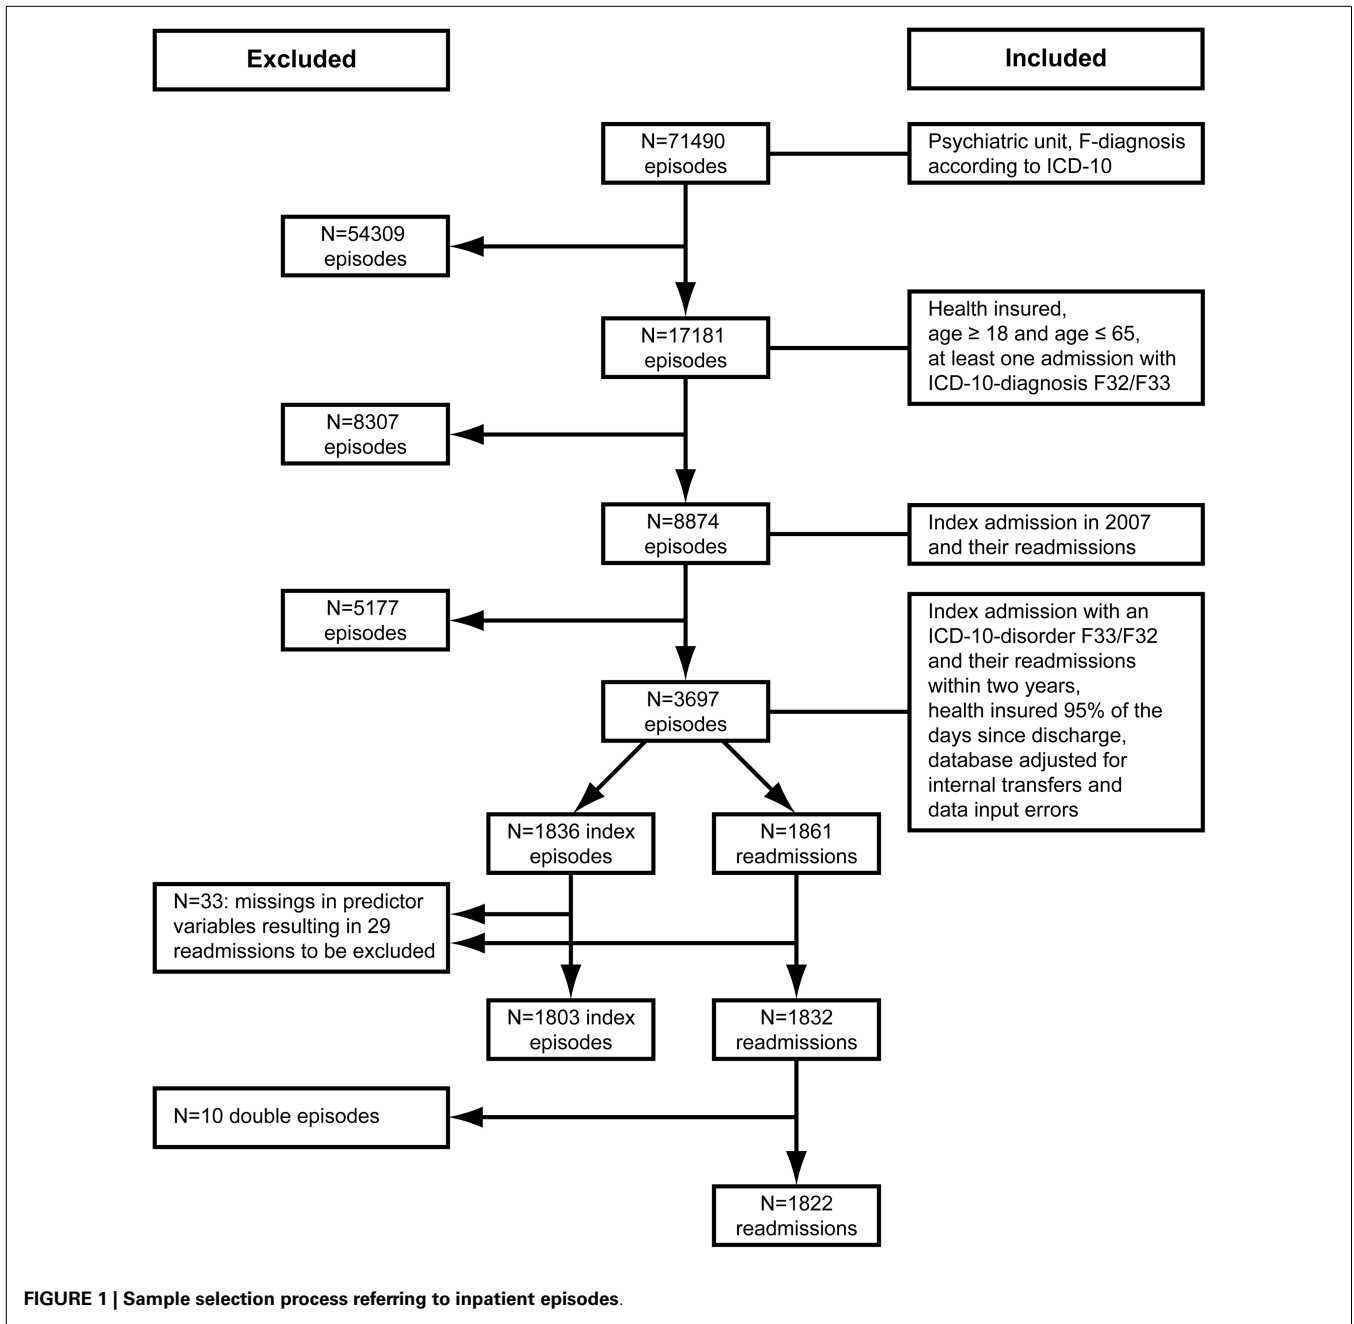 Excluded
Included
N=71490
episodes
Psychiatric unit, F-diagnosis
according to ICD-10
N=54309
episodes
N=17181
episodes
Health insured,
age ≥ 18 and age ≤ 65,
at least one admission with
ICD-10-diagnosis F32/F33
N=8307
episodes
N=8874
episodes
Index admission in 2007
and their readmissions
N=5177
episodes
N=3697
episodes
Index admission with an
ICD-10-disorder F33/F32
and their readmissions
within two years,
health insured 95% of the
days since discharge,
database adjusted for
internal transfers and
data input errors
N=1836 index
episodes
N=1861
readmissions
N=33: missings in predictor
variables resulting in 29
readmissions to be excluded
N=1803 index
episodes
N=1832
readmissions
N=10 double episodes
N=1822
readmissions
FIGURE 1 | Sample selection process referring to inpatient episodes.